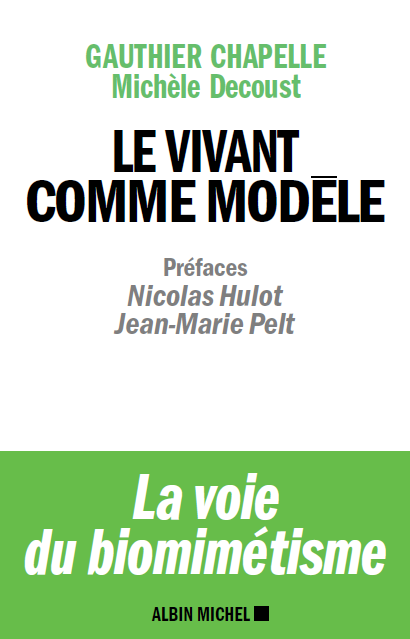 GAUTHIER CHAPELLE
Michèle Decoust
LE VIVANT
COMME MODÈLE
Préfaces
Nicolas Hulot
Jean-Marie Pelt
La voie
du biomimétisme
ALBIN MICHEL